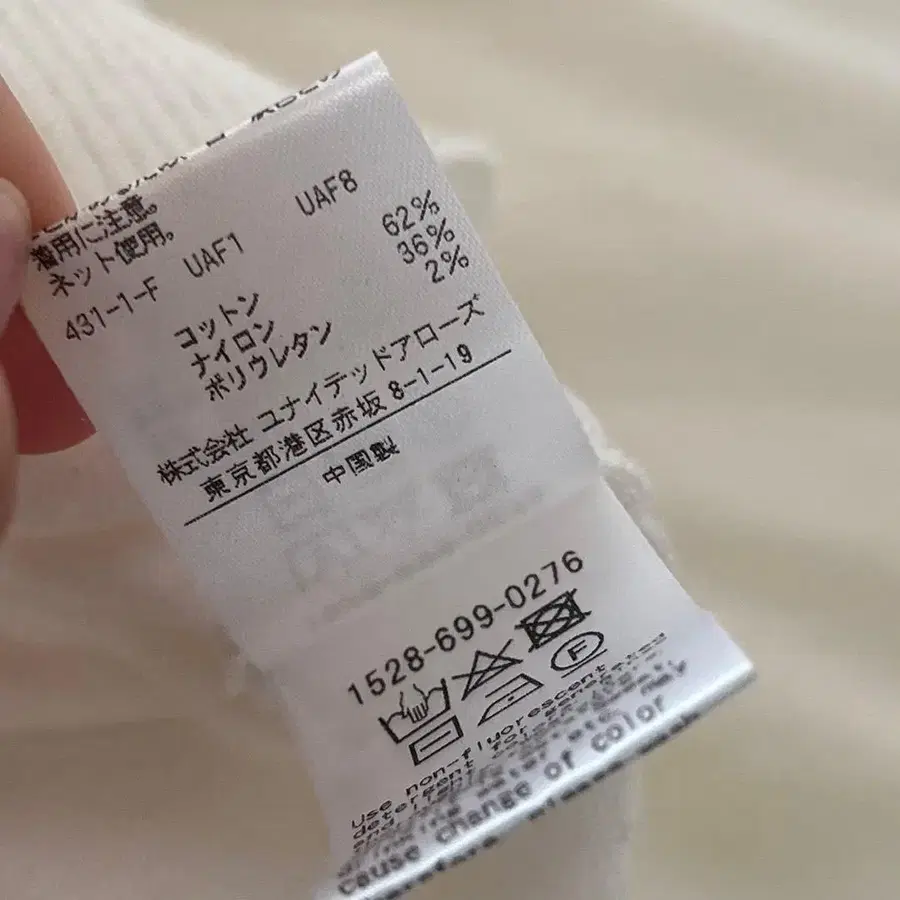 着用に注意。
ネット使用。
431-1-F UAF1 UAF8
コットン 62%
ナイロン 36%
ポリウレタン 2%
株式会社 ユナイテッドアローズ
東京都港区赤坂 8-1-19
中国製
1528-699-0276
F
Use non-fluorescent
detergent for
and
cause change of color